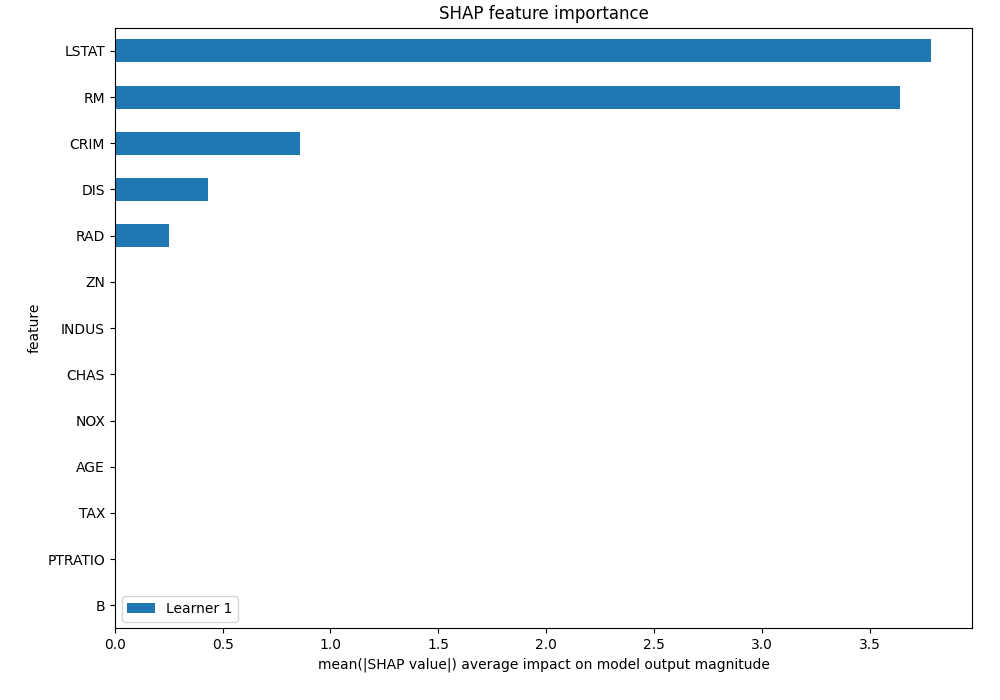 SHAP feature importance
LSTAT
RM
CRIM
DIS
RAD
ZN
INDUS
CHAS
NOX
AGE
TAX
PTRATIO
B
feature
Learner 1
0.0 0.5 1.0 1.5 2.0 2.5 3.0 3.5
mean(|SHAP value|) average impact on model output magnitude